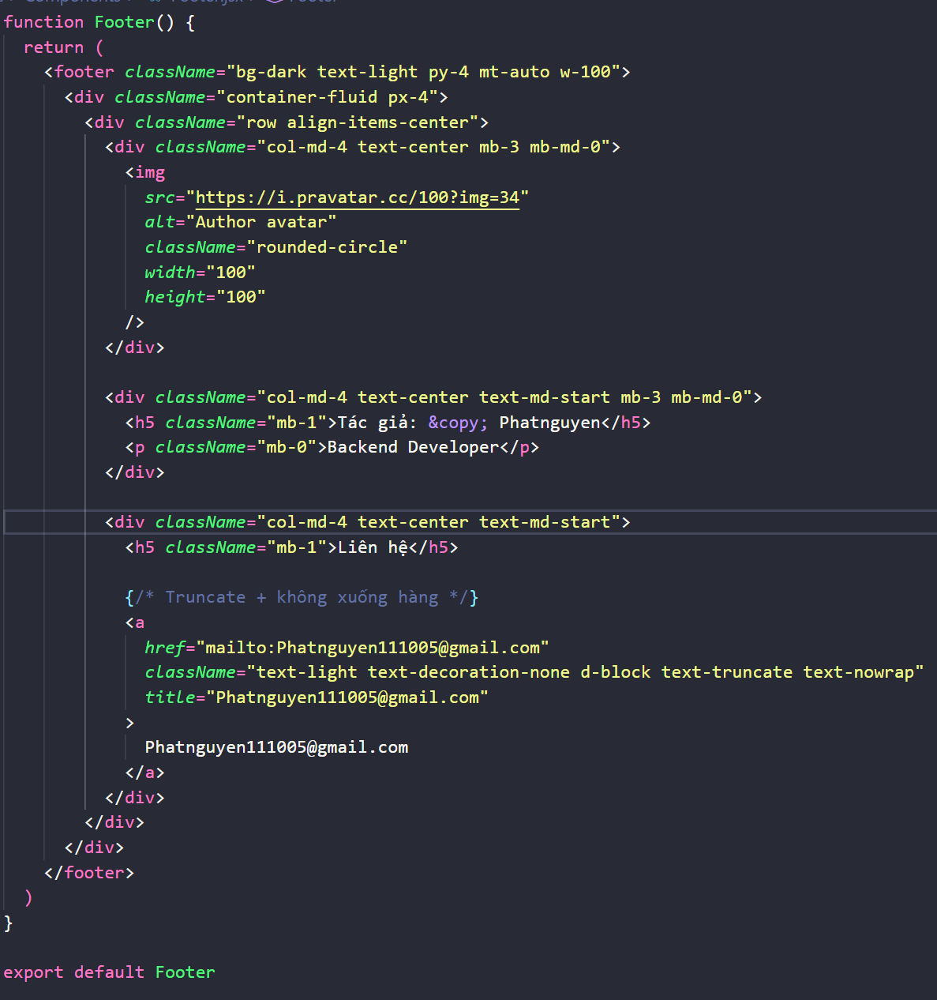 function Footer() {
return (
<footer className="bg-dark text-light py-4 mt-auto w-100">
<div className="container-fluid px-4">
<div className="row align-items-center">
<div className="col-md-4 text-center mb-3 mb-md-0">
<img
src="https://i.pravatar.cc/100?img=34"
alt="Author avatar"
className="rounded-circle"
width="100"
height="100"
/>
</div>
<div className="col-md-4 text-center text-md-start mb-3 mb-md-0">
<h5 className="mb-1">Tác giả: &copy; Phatnguyen</h5>
<p className="mb-0">Backend Developer</p>
</div>
<div className="col-md-4 text-center text-md-start">
<h5 className="mb-1">Liên hệ</h5>
{/* Truncate + không xuống hàng */}
<a
href="mailto:Phatnguyen111005@gmail.com"
className="text-light text-decoration-none d-block text-truncate text-nowrap"
title="Phatnguyen111005@gmail.com"
>
Phatnguyen111005@gmail.com
</a>
</div>
</div>
</div>
</footer>
)
}
export default Footer